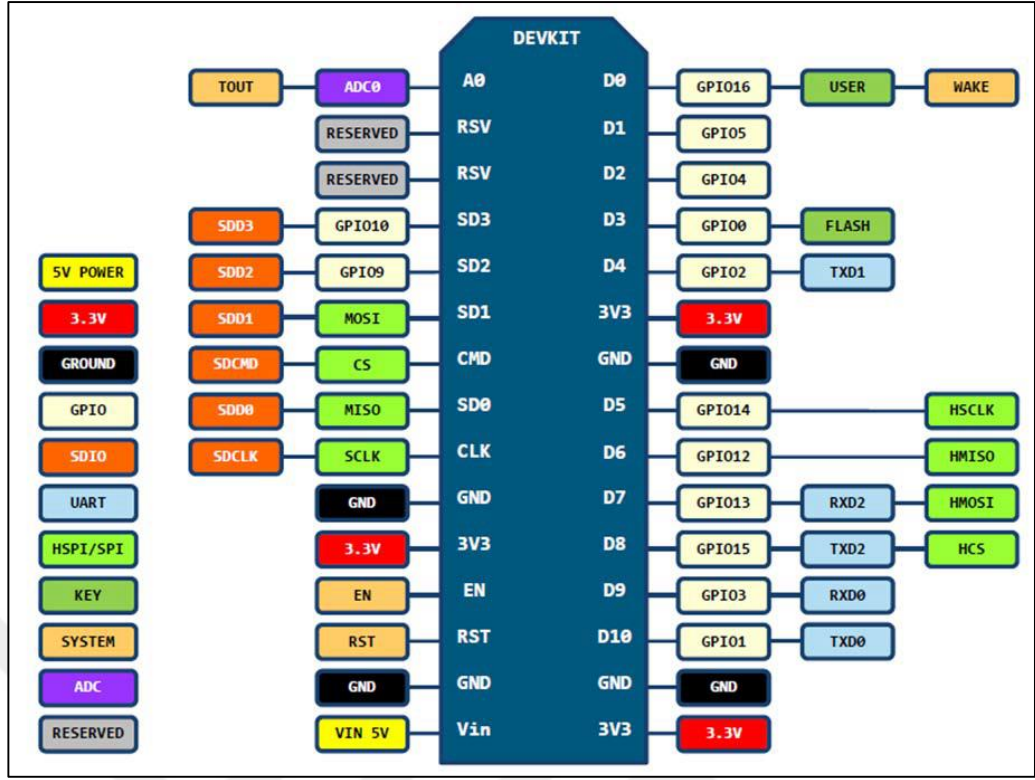 DEVKIT
TOUT ADC0 A0 D0 GPIO16 USER WAKE
RESERVED RSV D1 GPIO5
RESERVED RSV D2 GPIO4
SDD3 GPIO10 SD3 D3 GPIO0 FLASH
5V POWER SDD2 GPIO9 SD2 D4 GPIO2 TXD1
3.3V SDD1 MOSI SD1 3V3 3.3V
GROUND SDCMD CS CMD GND GND
GPIO SDD0 MISO SD0 D5 GPIO14 HSCLK
SDIO SDCLK SCLK CLK D6 GPIO12 HMISO
UART GND GND D7 GPIO13 RXD2 HMOSI
HSPI/SPI 3.3V 3V3 D8 GPIO15 TXD2 HCS
KEY EN EN D9 GPIO3 RXD0
SYSTEM RST RST D10 GPIO1 TXD0
ADC GND GND GND GND
RESERVED VIN 5V Vin 3V3 3.3V